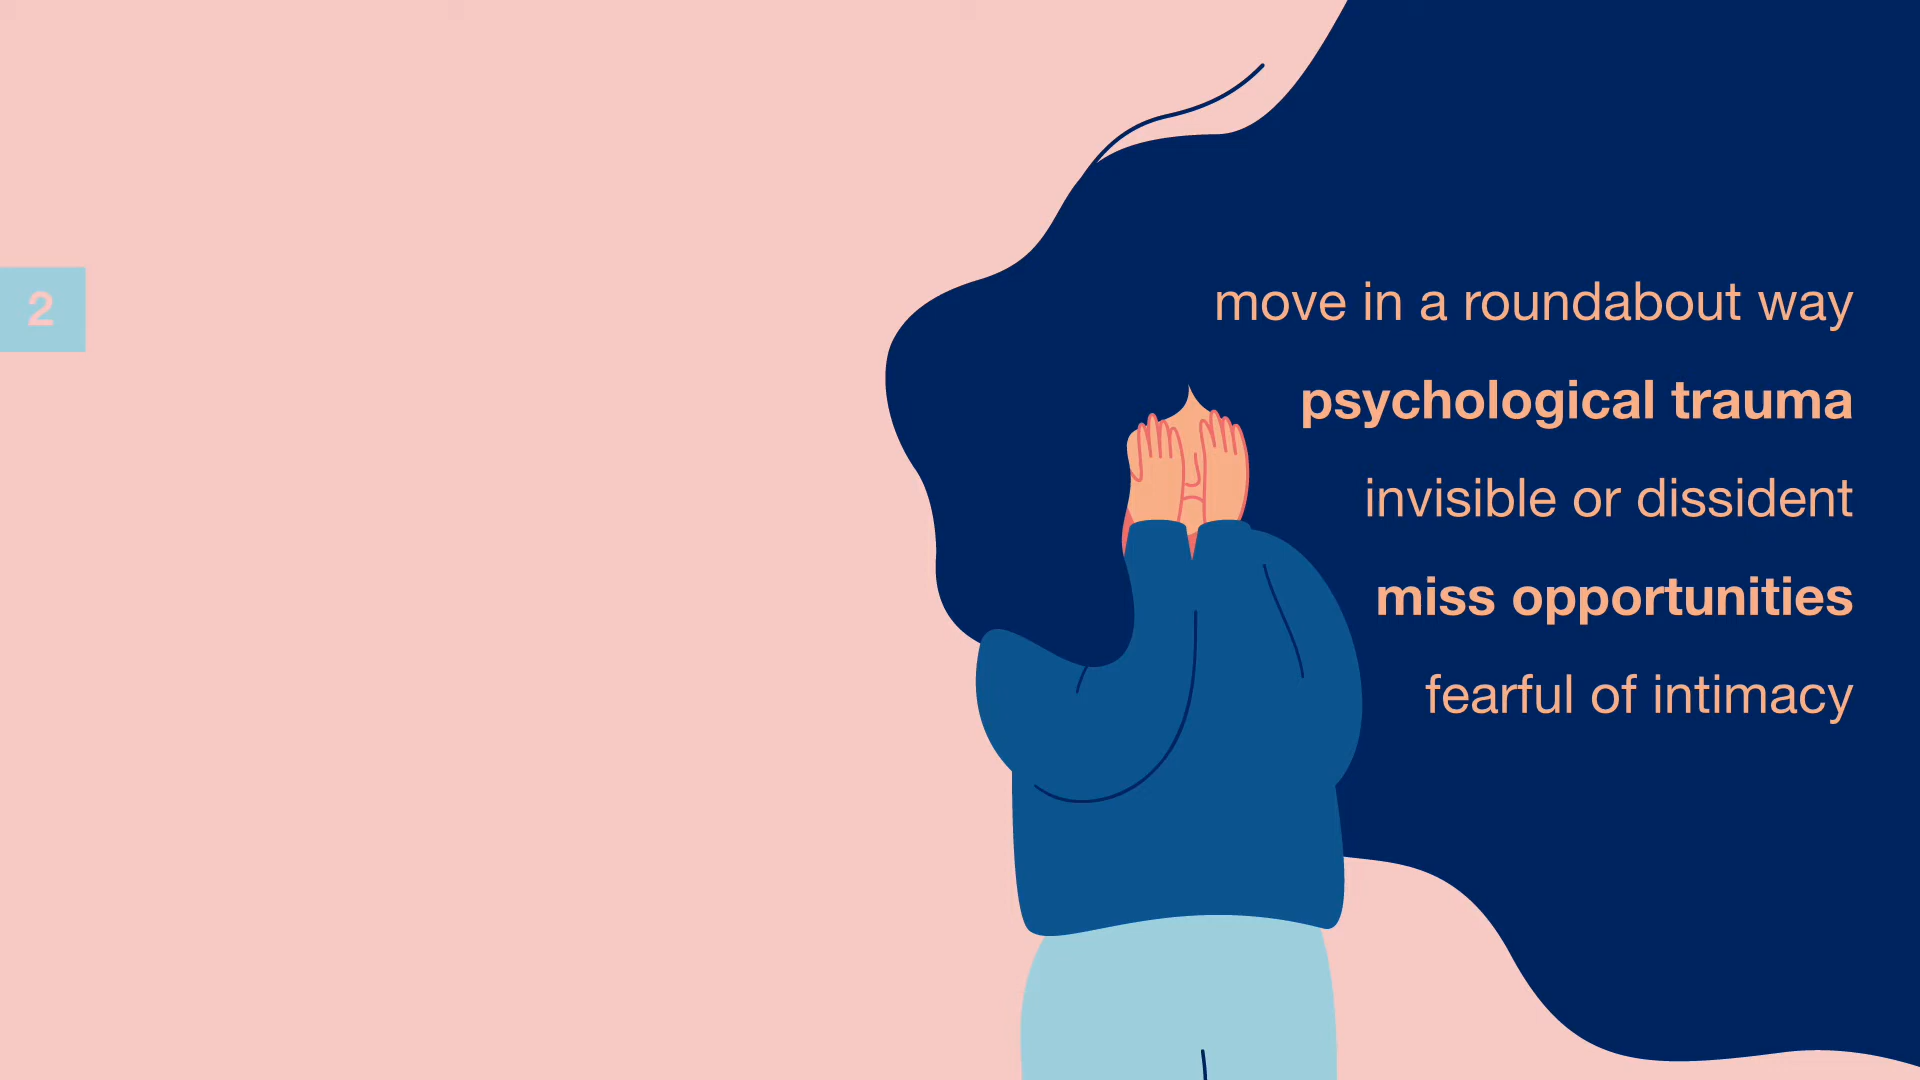 2
move in a roundabout way
psychological trauma
invisible or dissident
miss opportunities
fearful of intimacy